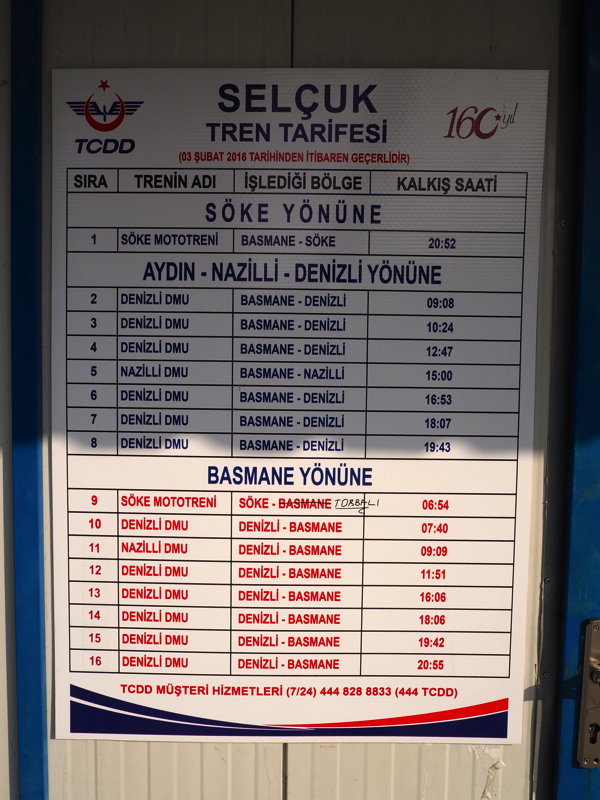 SELÇUK
TREN TARİFESİ
(03 ŞUBAT 2016 TARİHİNDEN İTİBAREN GEÇERLİDİR)
TCDD
160.yıl
SIRA TRENİN ADI İŞLEDİĞİ BÖLGE KALKIŞ SAATİ
SÖKE YÖNÜNE
1 SÖKE MOTOTRENİ BASMANE - SÖKE 20:52
AYDIN - NAZİLLİ - DENİZLİ YÖNÜNE
2 DENİZLİ DMU BASMANE - DENİZLİ 09:08
3 DENİZLİ DMU BASMANE - DENİZLİ 10:24
4 DENİZLİ DMU BASMANE - DENİZLİ 12:47
5 NAZİLLİ DMU BASMANE - NAZİLLİ 15:00
6 DENİZLİ DMU BASMANE - DENİZLİ 16:53
7 DENİZLİ DMU BASMANE - DENİZLİ 18:07
8 DENİZLİ DMU BASMANE - DENİZLİ 19:43
BASMANE YÖNÜNE
9 SÖKE MOTOTRENİ SÖKE - BASMANE TORBALI 06:54
10 DENİZLİ DMU DENİZLİ - BASMANE 07:40
11 NAZİLLİ DMU DENİZLİ - BASMANE 09:09
12 DENİZLİ DMU DENİZLİ - BASMANE 11:51
13 DENİZLİ DMU DENİZLİ - BASMANE 16:06
14 DENİZLİ DMU DENİZLİ - BASMANE 18:06
15 DENİZLİ DMU DENİZLİ - BASMANE 19:42
16 DENİZLİ DMU DENİZLİ - BASMANE 20:55
TCDD MÜŞTERİ HİZMETLERİ (7/24) 444 828 8833 (444 TCDD)